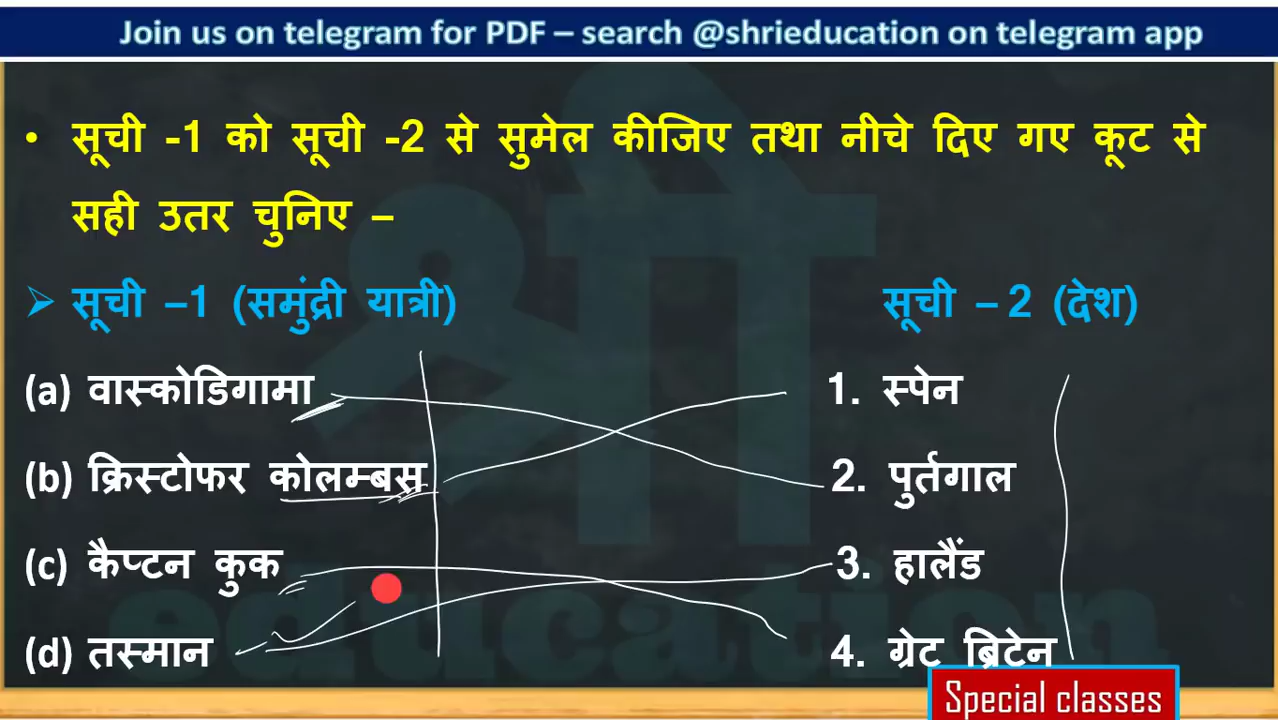 Join us on telegram for PDF – search @shrieducation on telegram app
• सूची -1 को सूची -2 से सुमेल कीजिए तथा नीचे दिए गए कूट से
सही उतर चुनिए –
➢ सूची –1 (समुंद्री यात्री) सूची – 2 (देश)
(a) वास्कोडिगामा 1. स्पेन
(b) क्रिस्टोफर कोलम्बस 2. पुर्तगाल
(c) कैप्टन कुक 3. हालैंड
(d) तस्मान 4. ग्रेट ब्रिटेन
श्री
education
Special classes